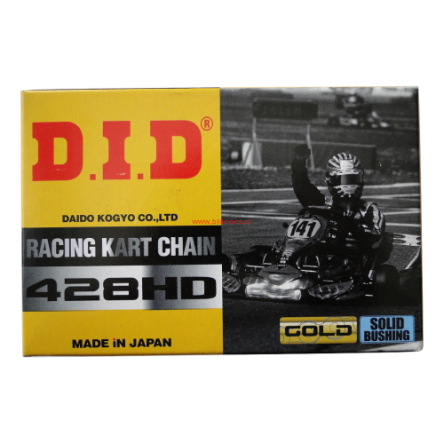 D.I.D®
DAIDO KOGYO CO.,LTD
RACING KART CHAIN
428HD
MADE iN JAPAN
141
GOLD
SOLID
BUSHING